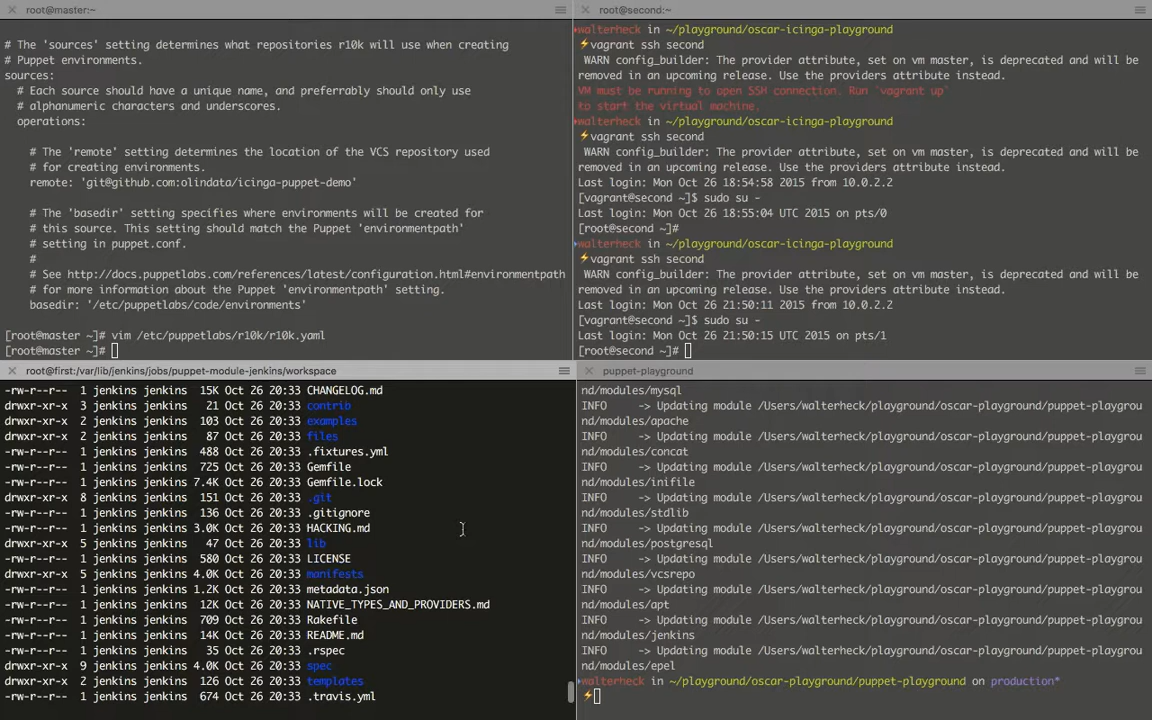 root@master:~
# The 'sources' setting determines what repositories r10k will use when creating
# Puppet environments.
sources:
# Each source should have a unique name, and preferrably should only use
# alphanumeric characters and underscores.
operations:
# The 'remote' setting determines the location of the VCS repository used
# for creating environments.
remote: 'git@github.com:olindata/icinga-puppet-demo'
# The 'basedir' setting specifies where environments will be created for
# this source. This setting should match the Puppet 'environmentpath'
# setting in puppet.conf.
#
# See http://docs.puppetlabs.com/references/latest/configuration.html#environmentpath
# for more information about the Puppet 'environmentpath' setting.
basedir: '/etc/puppetlabs/code/environments'
[root@master ~]# vim /etc/puppetlabs/r10k/r10k.yaml
[root@master ~]#
root@second:~
walterheck in ~/playground/oscar-icinga-playground
⚡vagrant ssh second
WARN config_builder: The provider attribute, set on vm master, is deprecated and will be
removed in an upcoming release. Use the providers attribute instead.
VM must be running to open SSH connection. Run `vagrant up`
to start the virtual machine.
walterheck in ~/playground/oscar-icinga-playground
⚡vagrant ssh second
WARN config_builder: The provider attribute, set on vm master, is deprecated and will be
removed in an upcoming release. Use the providers attribute instead.
Last login: Mon Oct 26 18:54:58 2015 from 10.0.2.2
[vagrant@second ~]$ sudo su -
Last login: Mon Oct 26 18:55:04 UTC 2015 on pts/0
[root@second ~]#
walterheck in ~/playground/oscar-icinga-playground
⚡vagrant ssh second
WARN config_builder: The provider attribute, set on vm master, is deprecated and will be
removed in an upcoming release. Use the providers attribute instead.
Last login: Mon Oct 26 21:50:11 2015 from 10.0.2.2
[vagrant@second ~]$ sudo su -
Last login: Mon Oct 26 21:50:15 UTC 2015 on pts/1
[root@second ~]#
root@first:/var/lib/jenkins/jobs/puppet-module-jenkins/workspace
-rw-r--r-- 1 jenkins jenkins 15K Oct 26 20:33 CHANGELOG.md
drwxr-xr-x 3 jenkins jenkins 21 Oct 26 20:33 contrib
drwxr-xr-x 2 jenkins jenkins 103 Oct 26 20:33 examples
drwxr-xr-x 2 jenkins jenkins 87 Oct 26 20:33 files
-rw-r--r-- 1 jenkins jenkins 488 Oct 26 20:33 .fixtures.yml
-rw-r--r-- 1 jenkins jenkins 725 Oct 26 20:33 Gemfile
-rw-r--r-- 1 jenkins jenkins 7.4K Oct 26 20:33 Gemfile.lock
drwxr-xr-x 8 jenkins jenkins 151 Oct 26 20:33 .git
-rw-r--r-- 1 jenkins jenkins 136 Oct 26 20:33 .gitignore
-rw-r--r-- 1 jenkins jenkins 3.0K Oct 26 20:33 HACKING.md
drwxr-xr-x 5 jenkins jenkins 47 Oct 26 20:33 lib
-rw-r--r-- 1 jenkins jenkins 580 Oct 26 20:33 LICENSE
drwxr-xr-x 5 jenkins jenkins 4.0K Oct 26 20:33 manifests
-rw-r--r-- 1 jenkins jenkins 1.2K Oct 26 20:33 metadata.json
-rw-r--r-- 1 jenkins jenkins 12K Oct 26 20:33 NATIVE_TYPES_AND_PROVIDERS.md
-rw-r--r-- 1 jenkins jenkins 709 Oct 26 20:33 Rakefile
-rw-r--r-- 1 jenkins jenkins 14K Oct 26 20:33 README.md
-rw-r--r-- 1 jenkins jenkins 35 Oct 26 20:33 .rspec
drwxr-xr-x 9 jenkins jenkins 4.0K Oct 26 20:33 spec
drwxr-xr-x 2 jenkins jenkins 126 Oct 26 20:33 templates
-rw-r--r-- 1 jenkins jenkins 674 Oct 26 20:33 .travis.yml
puppet-playground
nd/modules/mysql
INFO -> Updating module /Users/walterheck/playground/oscar-playground/puppet-playgrou
nd/modules/apache
INFO -> Updating module /Users/walterheck/playground/oscar-playground/puppet-playgrou
nd/modules/concat
INFO -> Updating module /Users/walterheck/playground/oscar-playground/puppet-playgrou
nd/modules/inifile
INFO -> Updating module /Users/walterheck/playground/oscar-playground/puppet-playgrou
nd/modules/stdlib
INFO -> Updating module /Users/walterheck/playground/oscar-playground/puppet-playgrou
nd/modules/postgresql
INFO -> Updating module /Users/walterheck/playground/oscar-playground/puppet-playgrou
nd/modules/vcsrepo
INFO -> Updating module /Users/walterheck/playground/oscar-playground/puppet-playgrou
nd/modules/apt
INFO -> Updating module /Users/walterheck/playground/oscar-playground/puppet-playgrou
nd/modules/jenkins
INFO -> Updating module /Users/walterheck/playground/oscar-playground/puppet-playgrou
nd/modules/epel
walterheck in ~/playground/oscar-playground/puppet-playground on production*
⚡